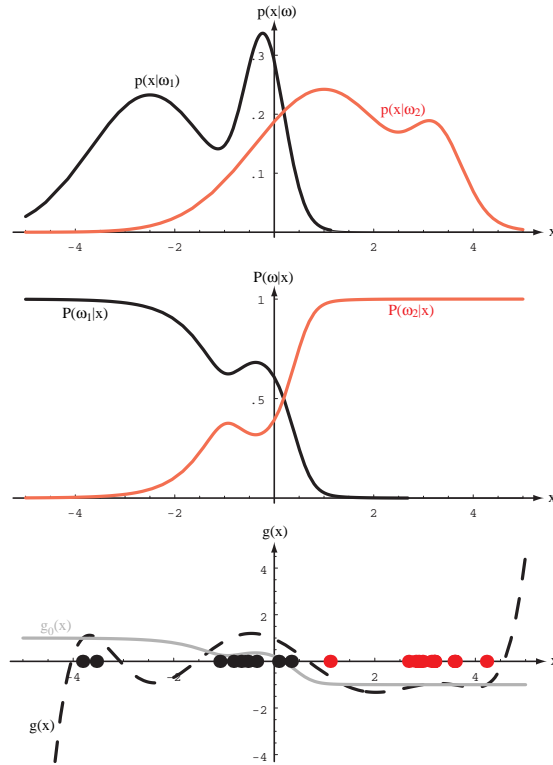 p(x|ω)
.3
p(x|ω₁)
.2
p(x|ω₂)
.1
-4 -2 2 4 x
P(ω|x)
1
P(ω₁|x) P(ω₂|x)
.5
-4 -2 2 4 x
g(x)
4
2
g₀(x)
-4 -2 2 4 x
-2
g(x)
-4